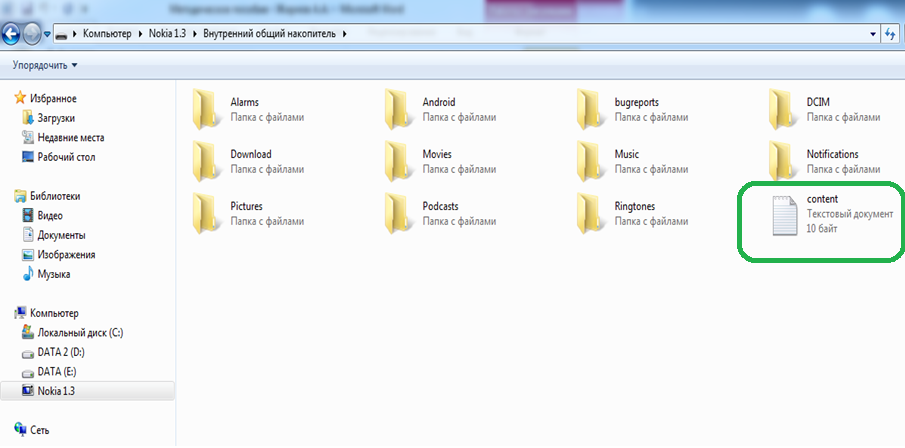 Компьютер Nokia 1.3 Внутренний общий накопитель
Упорядочить
Избранное
Загрузки
Недавние места
Рабочий стол
Библиотеки
Видео
Документы
Изображения
Музыка
Компьютер
Локальный диск (C:)
DATA 2 (D:)
DATA (E:)
Nokia 1.3
Сеть
Alarms
Папка с файлами
Android
Папка с файлами
bugreports
Папка с файлами
DCIM
Папка с файлами
Download
Папка с файлами
Movies
Папка с файлами
Music
Папка с файлами
Notifications
Папка с файлами
Pictures
Папка с файлами
Podcasts
Папка с файлами
Ringtones
Папка с файлами
content
Текстовый документ
10 байт